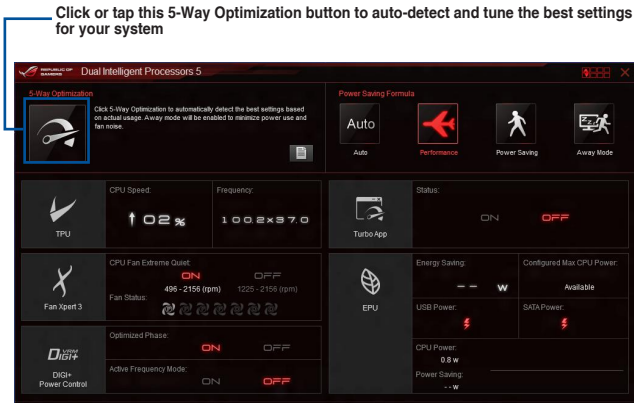 Click or tap this 5-Way Optimization button to auto-detect and tune the best settings
for your system
REPUBLIC OF
GAMERS
Dual Intelligent Processors 5
5-Way Optimization
Click 5-Way Optimization to automatically detect the best settings based
on actual usage. Away mode will be enabled to minimize power use and
fan noise.
Power Saving Formula
Auto
Auto
Performance
Power Saving
Away Mode
TPU
CPU Speed:
02 %
Frequency:
100.2x37.0
Turbo App
Status:
ON OFF
Fan Xpert 3
CPU Fan Extreme Quiet:
ON OFF
496 - 2156 (rpm) 1225 - 2156 (rpm)
Fan Status:
EPU
Energy Saving:
-- w
Configured Max CPU Power:
Available
USB Power:
SATA Power:
CPU Power:
0.8 w
Power Saving:
-- w
DIGI+ VRM
DIGI+
Power Control
Optimized Phase:
ON OFF
Active Frequency Mode:
ON OFF